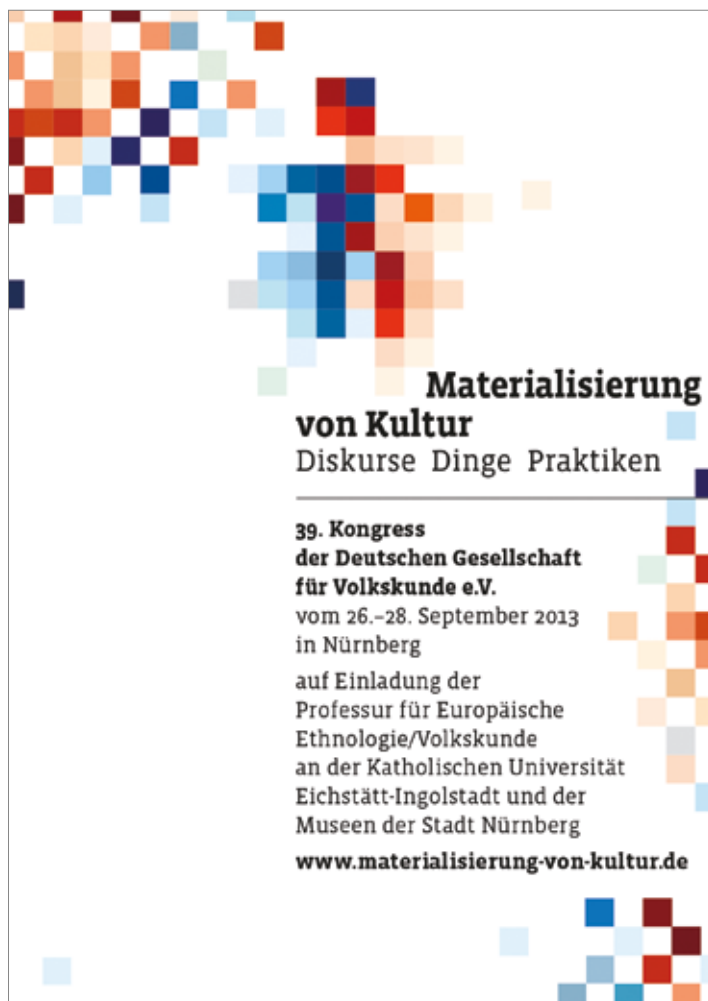 Materialisierung
von Kultur
Diskurse Dinge Praktiken
39. Kongress
der Deutschen Gesellschaft
für Volkskunde e.V.
vom 26.–28. September 2013
in Nürnberg
auf Einladung der
Professur für Europäische
Ethnologie/Volkskunde
an der Katholischen Universität
Eichstätt-Ingolstadt und der
Museen der Stadt Nürnberg
www.materialisierung-von-kultur.de